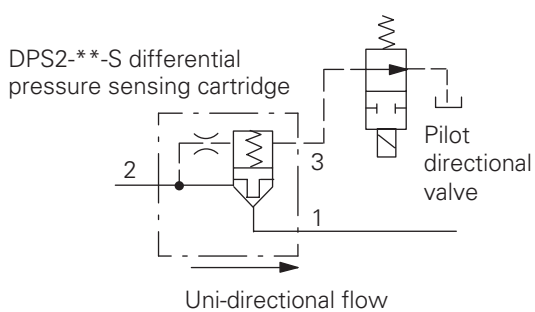 DPS2-**-S differential
pressure sensing cartridge
2
3
Pilot
directional
valve
1
Uni-directional flow